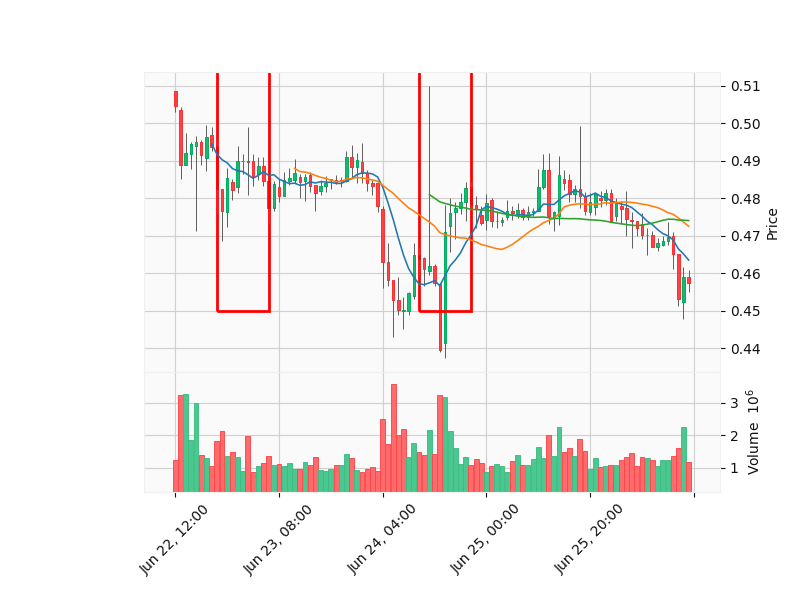 0.51
0.50
0.49
0.48
0.47
0.46
0.45
0.44
Price
3
2
1
Volume 10^6
Jun 22, 12:00
Jun 23, 08:00
Jun 24, 04:00
Jun 25, 00:00
Jun 25, 20:00